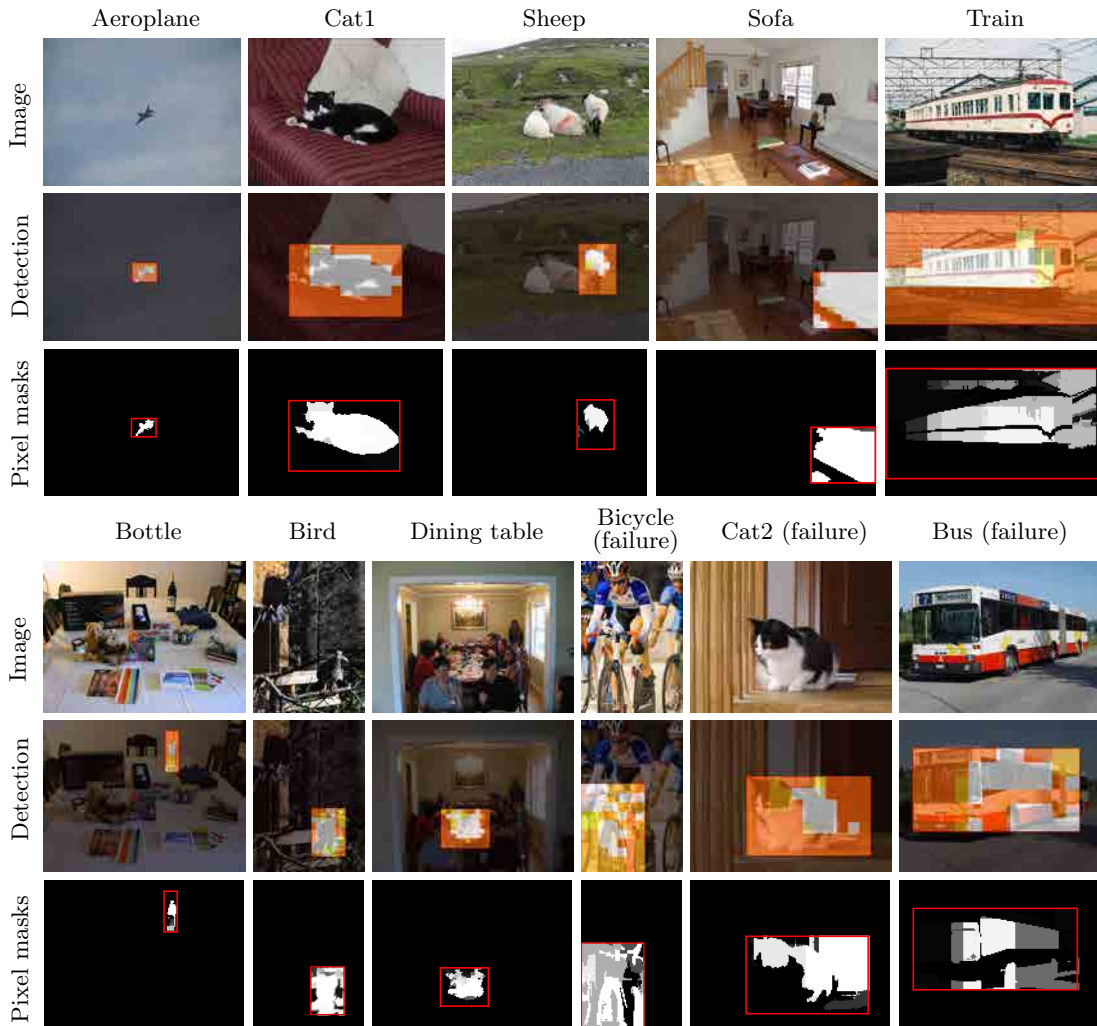 Aeroplane
Cat1
Sheep
Sofa
Train
Image
Detection
Pixel masks
Bottle
Bird
Dining table
Bicycle
(failure)
Cat2 (failure)
Bus (failure)
Image
Detection
Pixel masks